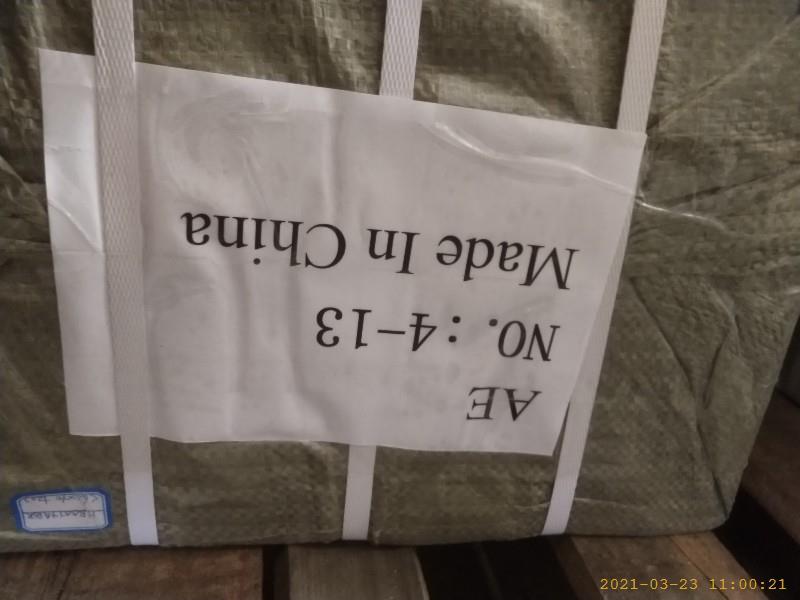 AE
NO. :4-13
Made In China
2021-03-23 11:00:21